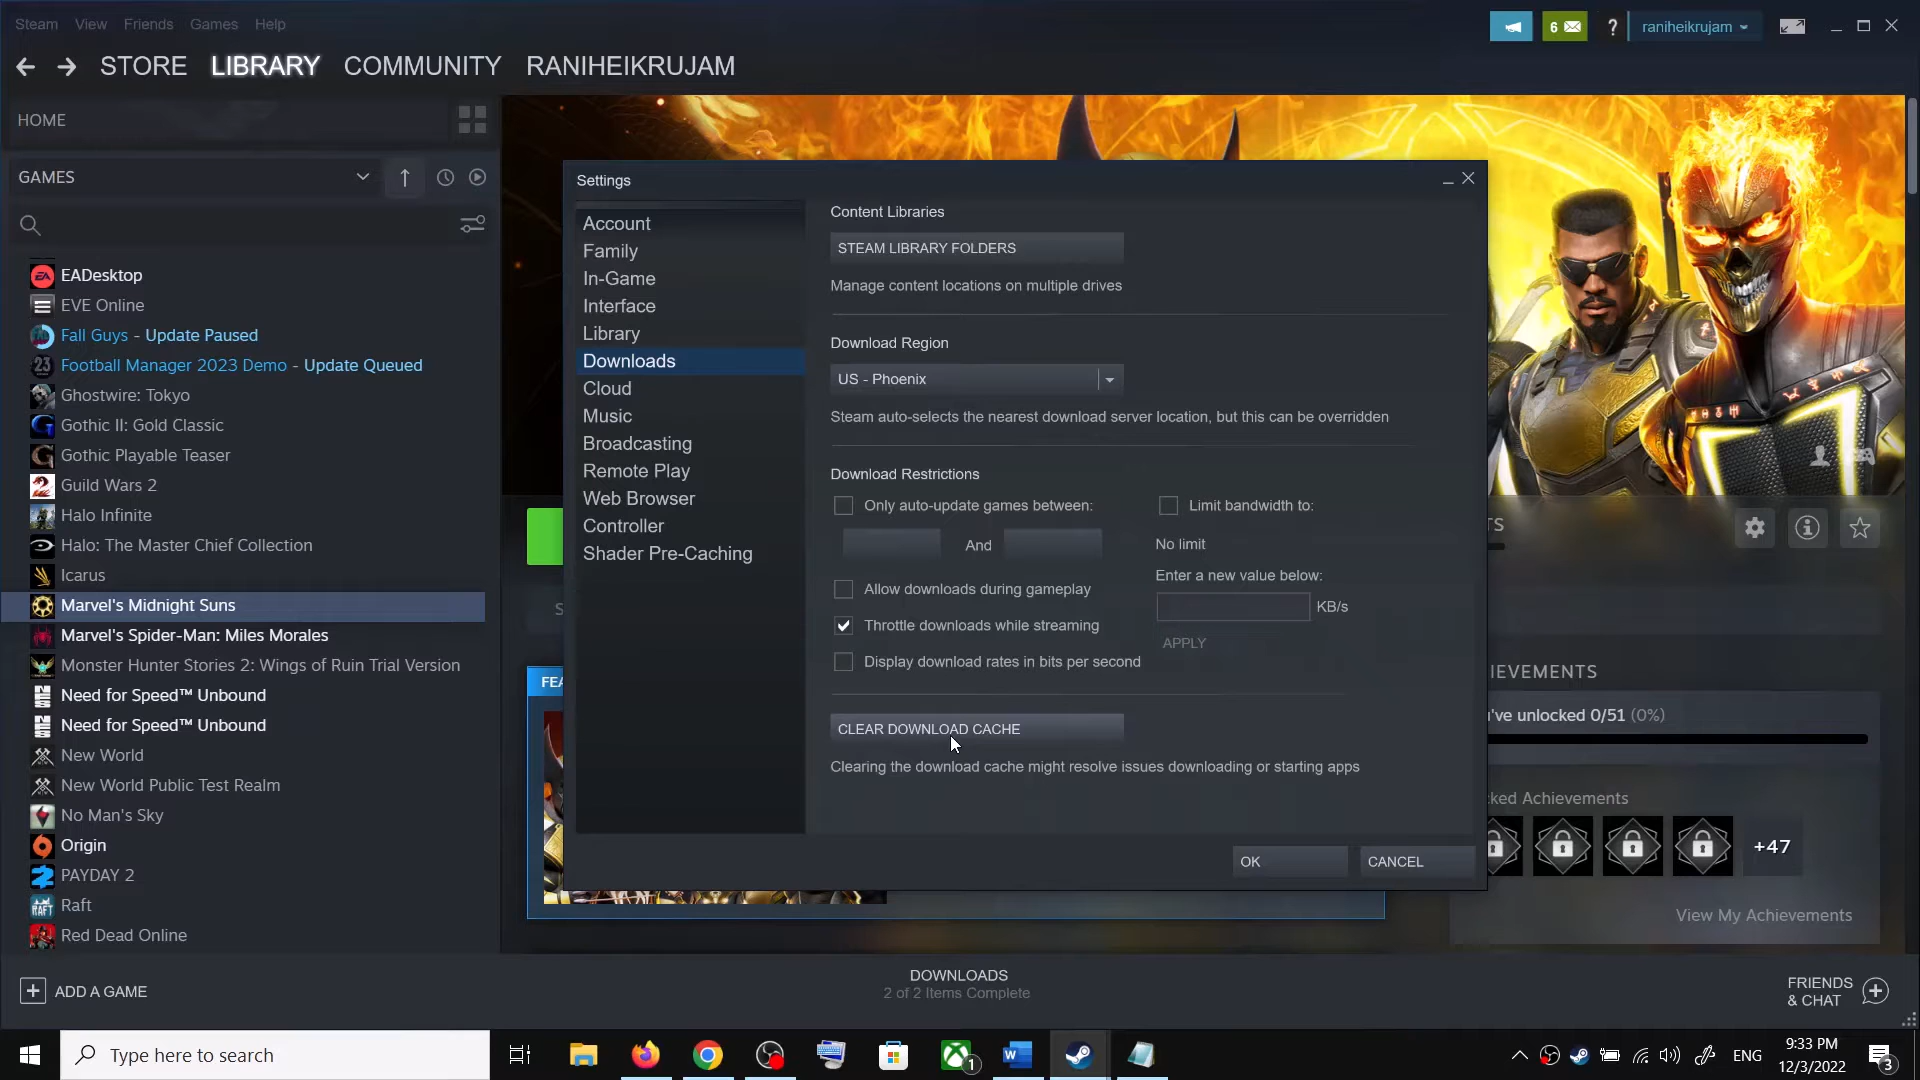 Steam View Friends Games Help
6
?
raniheikrujam
STORE LIBRARY COMMUNITY RANIHEIKRUJAM
HOME
GAMES
EADesktop
EVE Online
Fall Guys - Update Paused
Football Manager 2023 Demo - Update Queued
Ghostwire: Tokyo
Gothic II: Gold Classic
Gothic Playable Teaser
Guild Wars 2
Halo Infinite
Halo: The Master Chief Collection
Icarus
Marvel's Midnight Suns
Marvel's Spider-Man: Miles Morales
Monster Hunter Stories 2: Wings of Ruin Trial Version
Need for Speed™ Unbound
Need for Speed™ Unbound
New World
New World Public Test Realm
No Man's Sky
Origin
PAYDAY 2
Raft
Red Dead Online
ADD A GAME
Settings
Account
Family
In-Game
Interface
Library
Downloads
Cloud
Music
Broadcasting
Remote Play
Web Browser
Controller
Shader Pre-Caching
Content Libraries
STEAM LIBRARY FOLDERS
Manage content locations on multiple drives
Download Region
US - Phoenix
Steam auto-selects the nearest download server location, but this can be overridden
Download Restrictions
Only auto-update games between:
And
Allow downloads during gameplay
Throttle downloads while streaming
Display download rates in bits per second
Limit bandwidth to:
No limit
Enter a new value below:
KB/s
APPLY
CLEAR DOWNLOAD CACHE
Clearing the download cache might resolve issues downloading or starting apps
OK
CANCEL
S
FEA
TS
IEVEMENTS
've unlocked 0/51 (0%)
ked Achievements
+47
View My Achievements
DOWNLOADS
2 of 2 Items Complete
FRIENDS
& CHAT
Type here to search
1
ENG
9:33 PM
12/3/2022
3